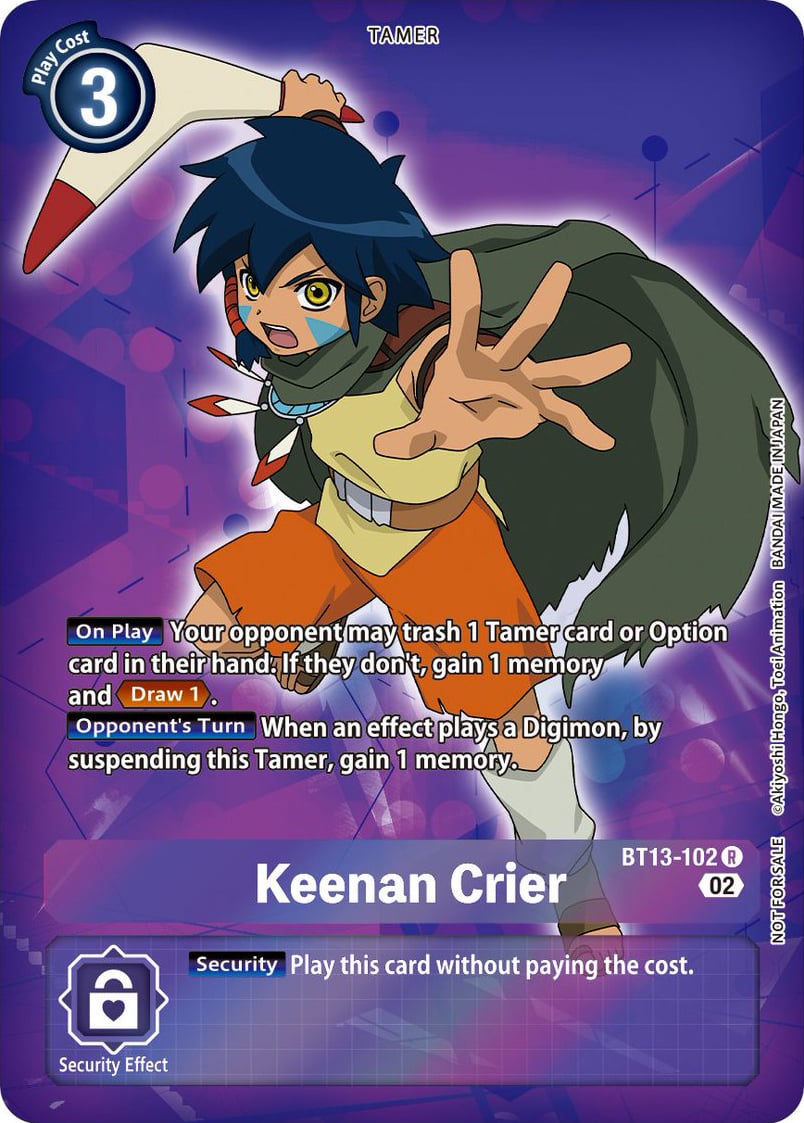 TAMER
Play Cost
3
On Play Your opponent may trash 1 Tamer card or Option
card in their hand. If they don't, gain 1 memory
and Draw 1.
Opponent's Turn When an effect plays a Digimon, by
suspending this Tamer, gain 1 memory.
NOT FOR SALE ©Akiyoshi Hongo, Toei Animation BANDAI MADE IN JAPAN
BT13-102 R
Keenan Crier
02
Security Play this card without paying the cost.
Security Effect